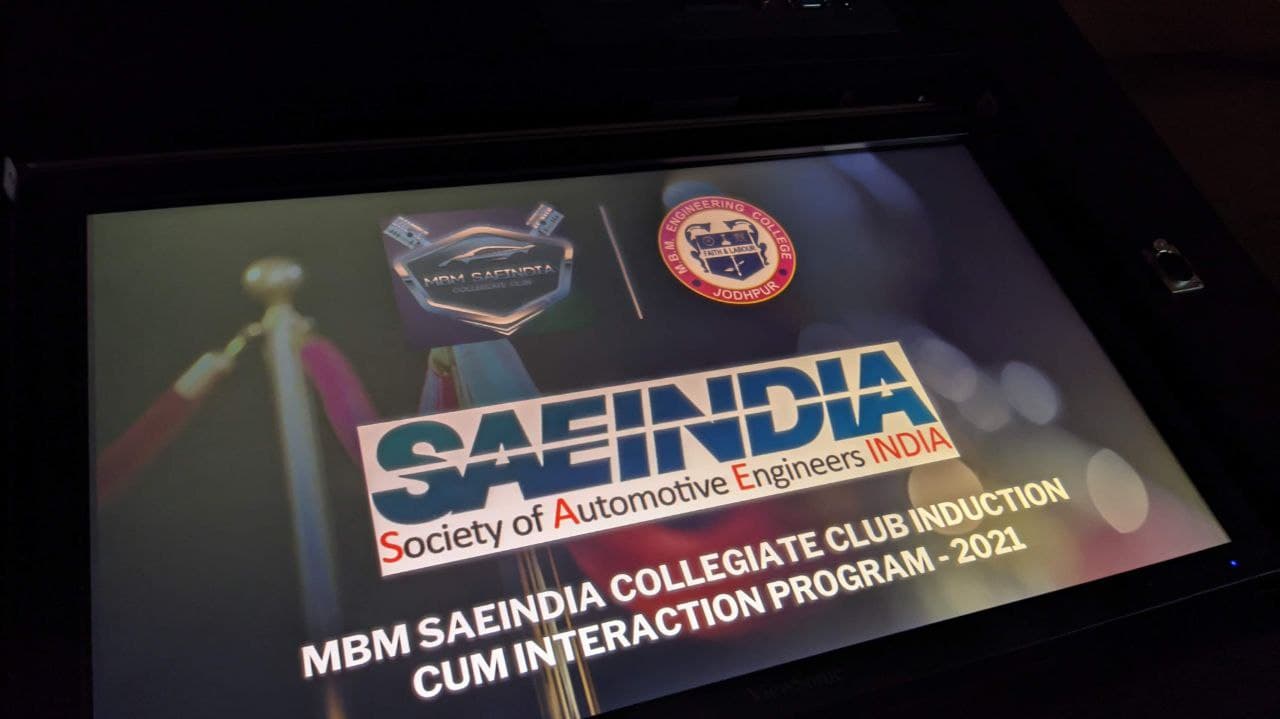 MBM SAEINDIA
COLLEGIATE CLUB
M.B.M. ENGINEERING COLLEGE
FAITH & LABOUR
JODHPUR
SAEINDIA
Society of Automotive Engineers INDIA
MBM SAEINDIA COLLEGIATE CLUB INDUCTION
CUM INTERACTION PROGRAM - 2021
ViewSonic